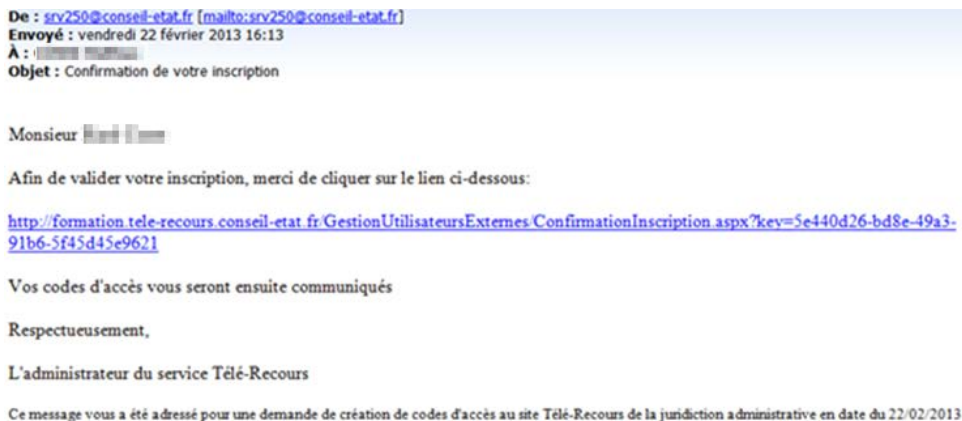 De : srv250@conseil-etat.fr [mailto:srv250@conseil-etat.fr]
Envoyé : vendredi 22 février 2013 16:13
À :
Objet : Confirmation de votre inscription
Monsieur
Afin de valider votre inscription, merci de cliquer sur le lien ci-dessous:
http://formation.tele-recours.conseil-etat.fr/GestionUtilisateursExternes/ConfirmationInscription.aspx?key=5e440d26-bd8e-49a3-
91b6-5f45d45e9621
Vos codes d'accès vous seront ensuite communiqués
Respectueusement,
L'administrateur du service Télé-Recours
Ce message vous a été adressé pour une demande de création de codes d'accès au site Télé-Recours de la juridiction administrative en date du 22/02/2013